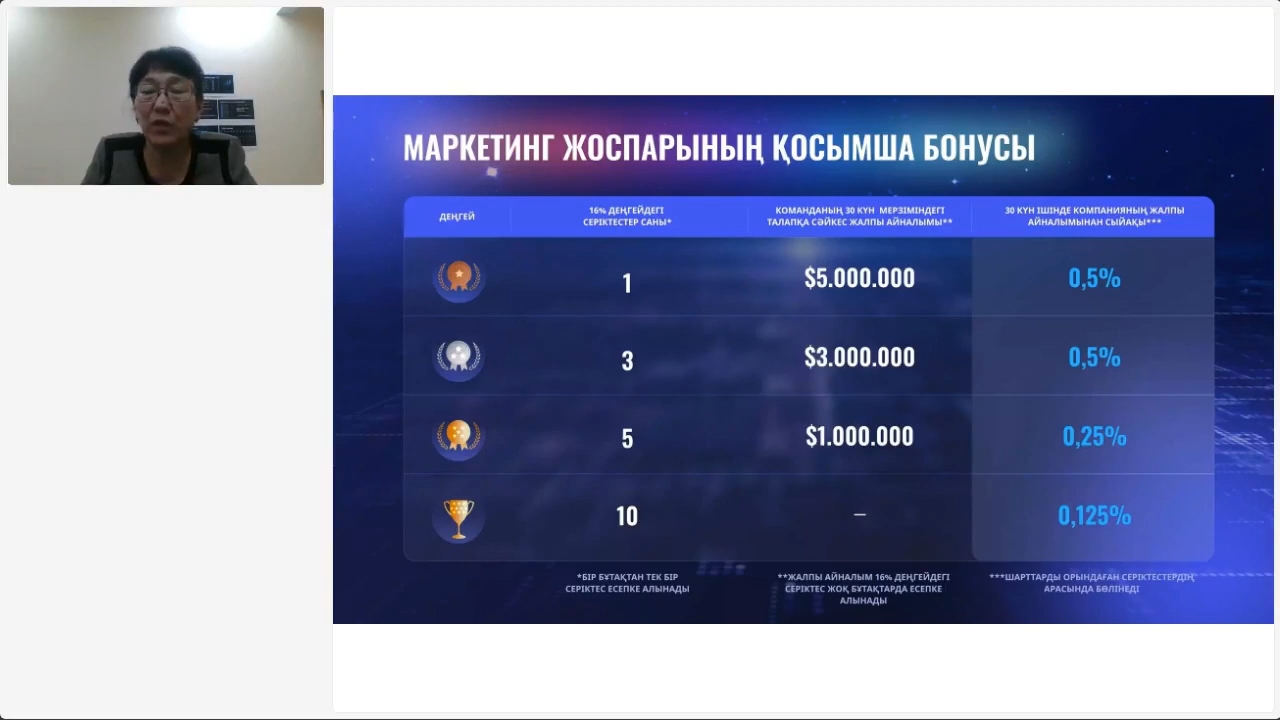 МАРКЕТИНГ ЖОСПАРЫНЫҢ ҚОСЫМША БОНУСЫ
ДЕҢГЕЙ
16% ДЕҢГЕЙДЕГІ
СЕРІКТЕСТЕР САНЫ*
КОМАНДАНЫҢ 30 КҮН МЕРЗІМІНДЕГІ
ТАЛАПҚА СӘЙКЕС ЖАЛПЫ АЙНАЛЫМЫ**
30 КҮН ІШІНДЕ КОМПАНИЯНЫҢ ЖАЛПЫ
АЙНАЛЫМЫНАН СЫЙАҚЫ***
1
$5.000.000
0,5%
3
$3.000.000
0,5%
5
$1.000.000
0,25%
10
–
0,125%
*БІР БҰТАҚТАН ТЕК БІР
СЕРІКТЕС ЕСЕПКЕ АЛЫНАДЫ
**ЖАЛПЫ АЙНАЛЫМ 16% ДЕҢГЕЙДЕГІ
СЕРІКТЕС ЖОҚ БҰТАҚТАРДА ЕСЕПКЕ
АЛЫНАДЫ
***ШАРТТАРДЫ ОРЫНДАҒАН СЕРІКТЕСТЕРДІҢ
АРАСЫНДА БӨЛІНЕДІ